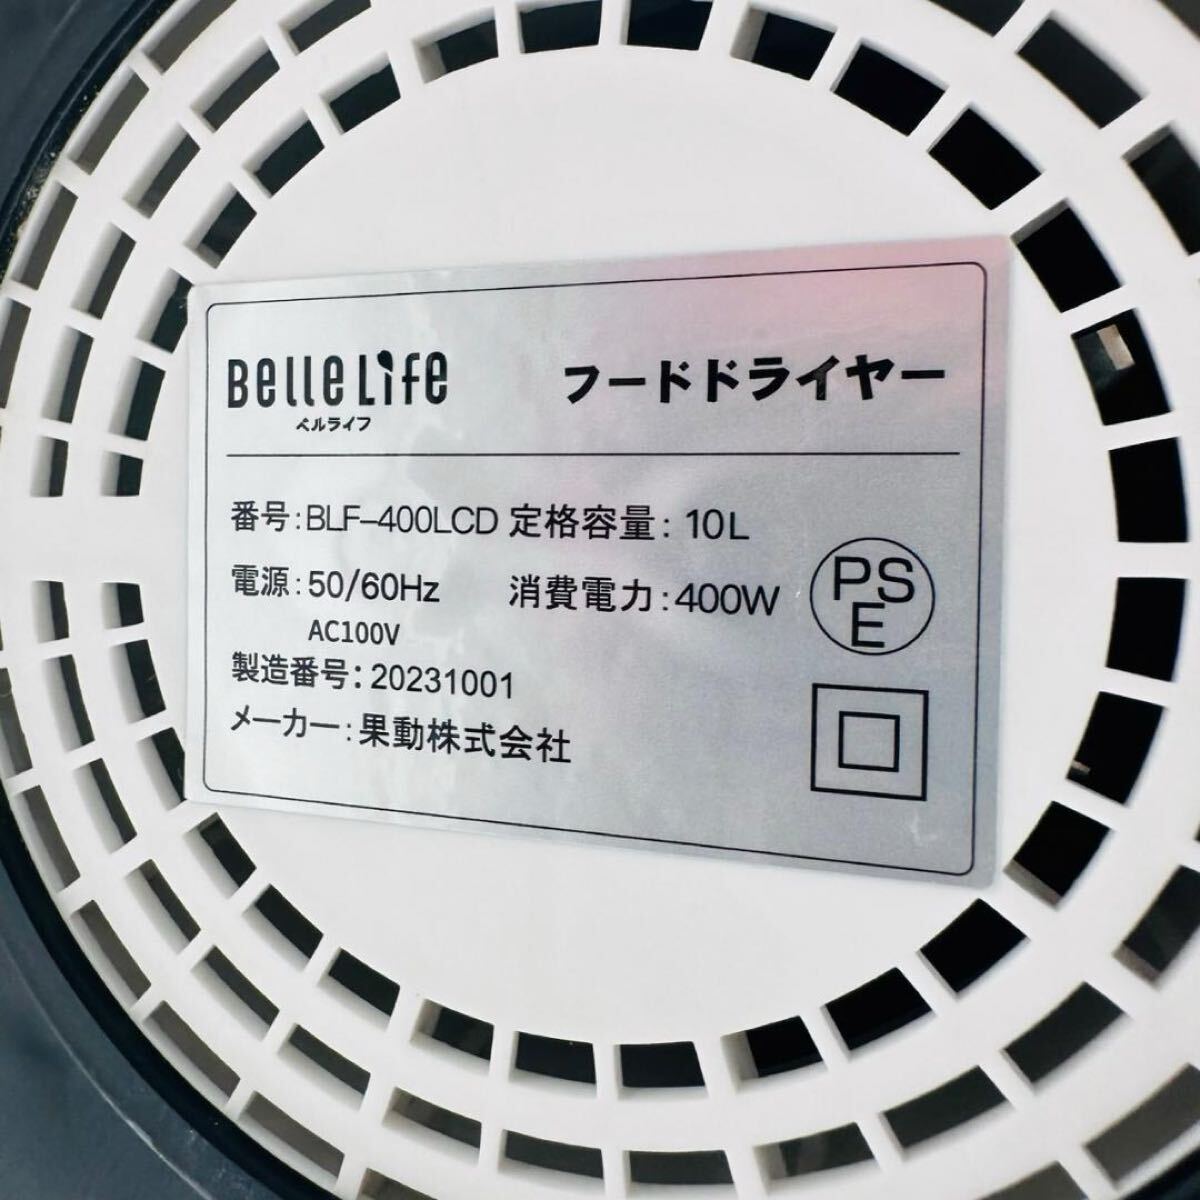 Belle Life フードドライヤー
ベルライフ
番号:BLF-400LCD 定格容量: 10L
電源:50/60Hz 消費電力:400W
AC100V
製造番号:20231001
メーカー:果動株式会社
PS
E